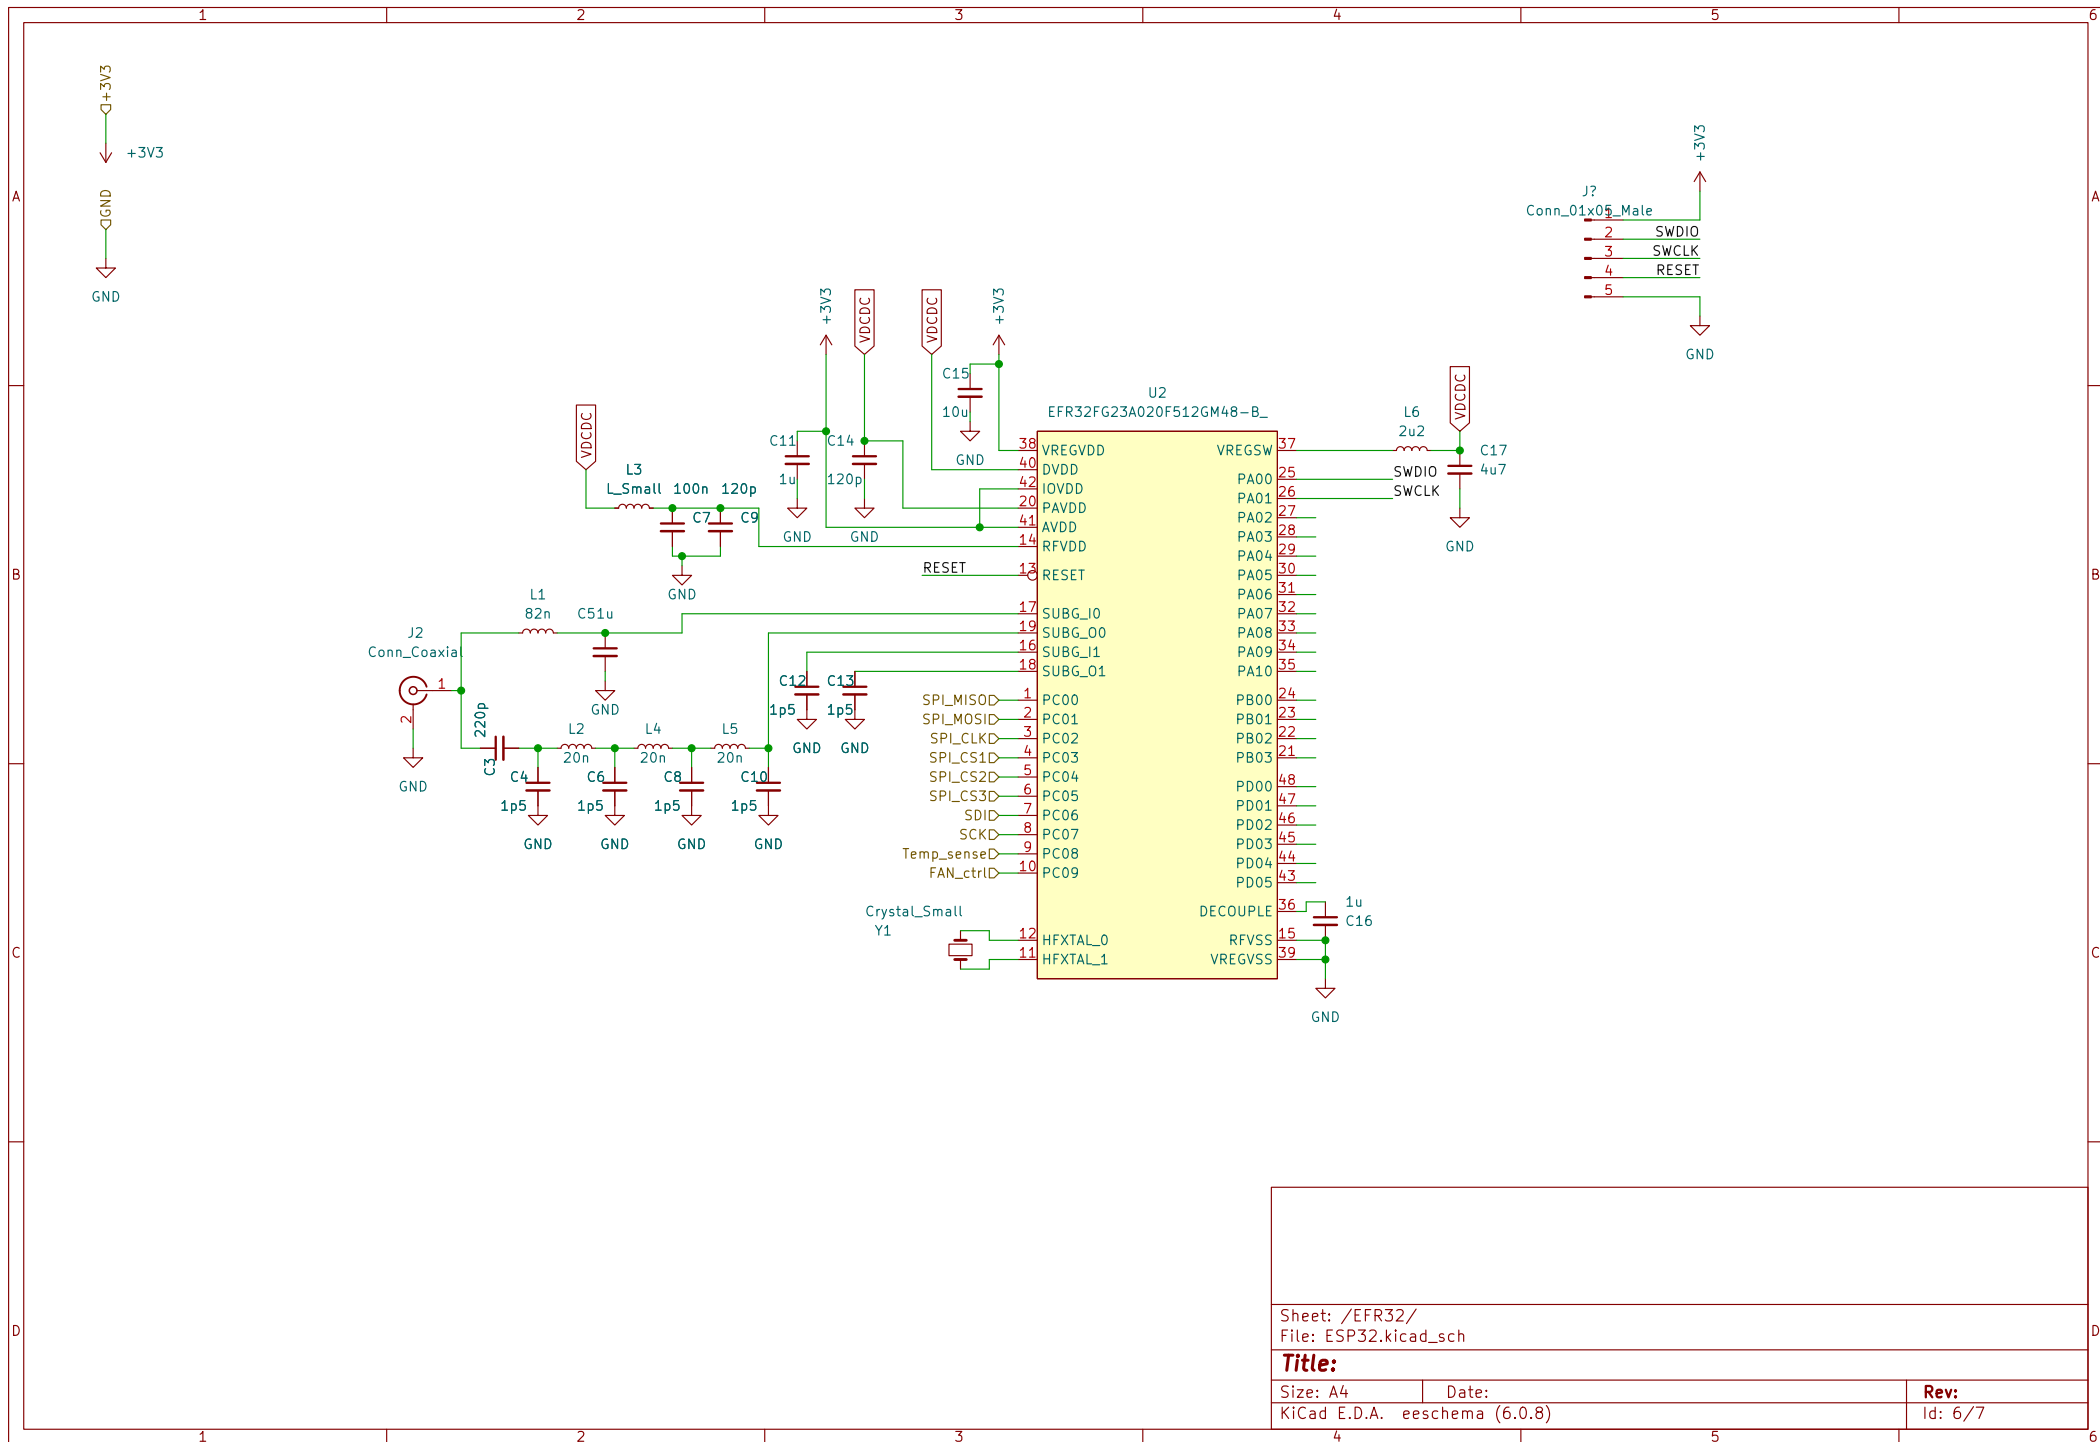 1 2 3 4 5 6
A
B
C
D
A
B
C
D
1 2 3 4 5 6
+3V3
+3V3
GND
GND
+3V3
J?
Conn_01x05_Male
1
2 SWDIO
3 SWCLK
4 RESET
5
GND
+3V3
VDCDC
VDCDC
+3V3
C15
10u
GND
VDCDC
L3
L_Small 100n 120p
C7 C9
GND
C11
1u
GND
C14
120p
GND
U2
EFR32FG23A020F512GM48-B_
VDCDC
L6
2u2
C17
4u7
GND
38 VREGVDD
40 DVDD
42 IOVDD
20 PAVDD
41 AVDD
14 RFVDD
RESET 13 RESET
17 SUBG_I0
19 SUBG_O0
16 SUBG_I1
18 SUBG_O1
SPI_MISO 1 PC00
SPI_MOSI 2 PC01
SPI_CLK 3 PC02
SPI_CS1 4 PC03
SPI_CS2 5 PC04
SPI_CS3 6 PC05
SDI 7 PC06
SCK 8 PC07
Temp_sense 9 PC08
FAN_ctrl 10 PC09
12 HFXTAL_0
11 HFXTAL_1
Crystal_Small
Y1
VREGSW 37
PA00 25 SWDIO
PA01 26 SWCLK
PA02 27
PA03 28
PA04 29
PA05 30
PA06 31
PA07 32
PA08 33
PA09 34
PA10 35
PB00 24
PB01 23
PB02 22
PB03 21
PD00 48
PD01 47
PD02 46
PD03 45
PD04 44
PD05 43
DECOUPLE 36
RFVSS 15
VREGVSS 39
1u
C16
GND
L1
82n
C51u
GND
J2
Conn_Coaxial
1
2
GND
220p
C3
L2
20n
L4
20n
L5
20n
C4
1p5
GND
C6
1p5
GND
C8
1p5
GND
C10
1p5
GND
C12
1p5
GND
C13
1p5
GND
Sheet: /EFR32/
File: ESP32.kicad_sch
Title:
Size: A4 Date: Rev:
KiCad E.D.A. eeschema (6.0.8) Id: 6/7